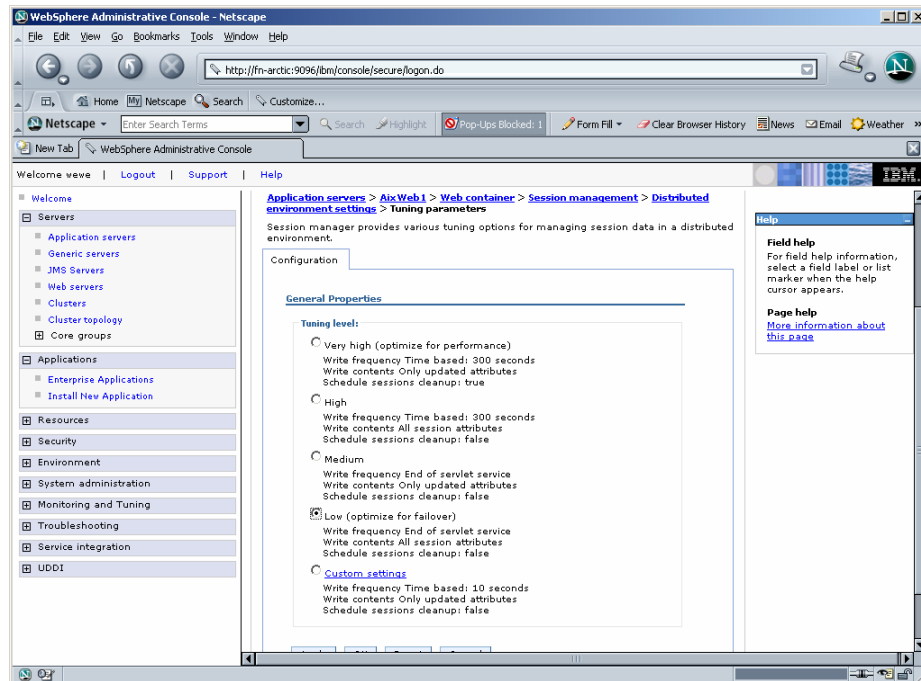 WebSphere Administrative Console - Netscape
File Edit View Go Bookmarks Tools Window Help
http://fn-arctic:9096/ibm/console/secure/logon.do
Home My Netscape Search Customize...
Netscape Enter Search Terms Search Highlight Pop-Ups Blocked: 1 Form Fill Clear Browser History News Email Weather »
New Tab WebSphere Administrative Console
Welcome wewe | Logout | Support | Help
IBM.
Welcome
Servers
Application servers
Generic servers
JMS Servers
Web servers
Clusters
Cluster topology
Core groups
Applications
Enterprise Applications
Install New Application
Resources
Security
Environment
System administration
Monitoring and Tuning
Troubleshooting
Service integration
UDDI
Application servers > AixWeb1 > Web container > Session management > Distributed
environment settings > Tuning parameters
Session manager provides various tuning options for managing session data in a distributed
environment.
Configuration
General Properties
Tuning level:
Very high (optimize for performance)
Write frequency Time based: 300 seconds
Write contents Only updated attributes
Schedule sessions cleanup: true
High
Write frequency Time based: 300 seconds
Write contents All session attributes
Schedule sessions cleanup: false
Medium
Write frequency End of servlet service
Write contents Only updated attributes
Schedule sessions cleanup: false
Low (optimize for failover)
Write frequency End of servlet service
Write contents All session attributes
Schedule sessions cleanup: false
Custom settings
Write frequency Time based: 10 seconds
Write contents Only updated attributes
Schedule sessions cleanup: false
Help
Field help
For field help information,
select a field label or list
marker when the help
cursor appears.
Page help
More information about
this page